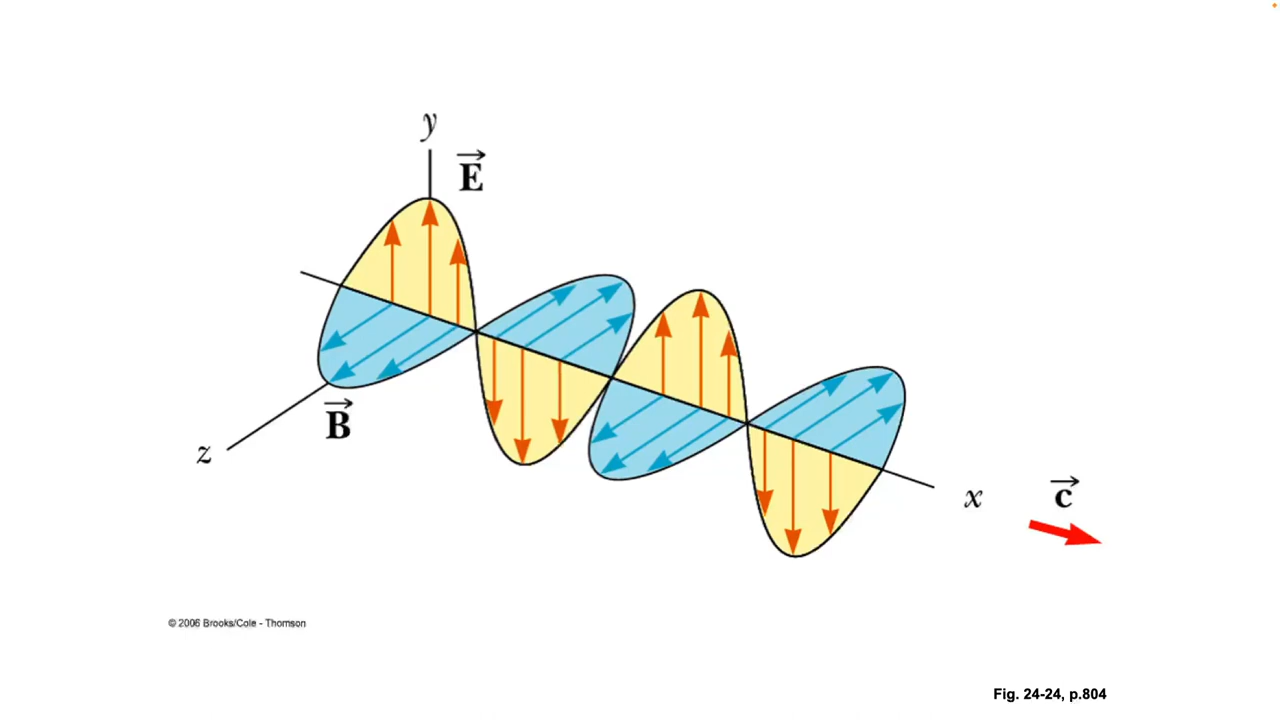 y
E
B
z
x
c
© 2006 Brooks/Cole - Thomson
Fig. 24-24, p.804